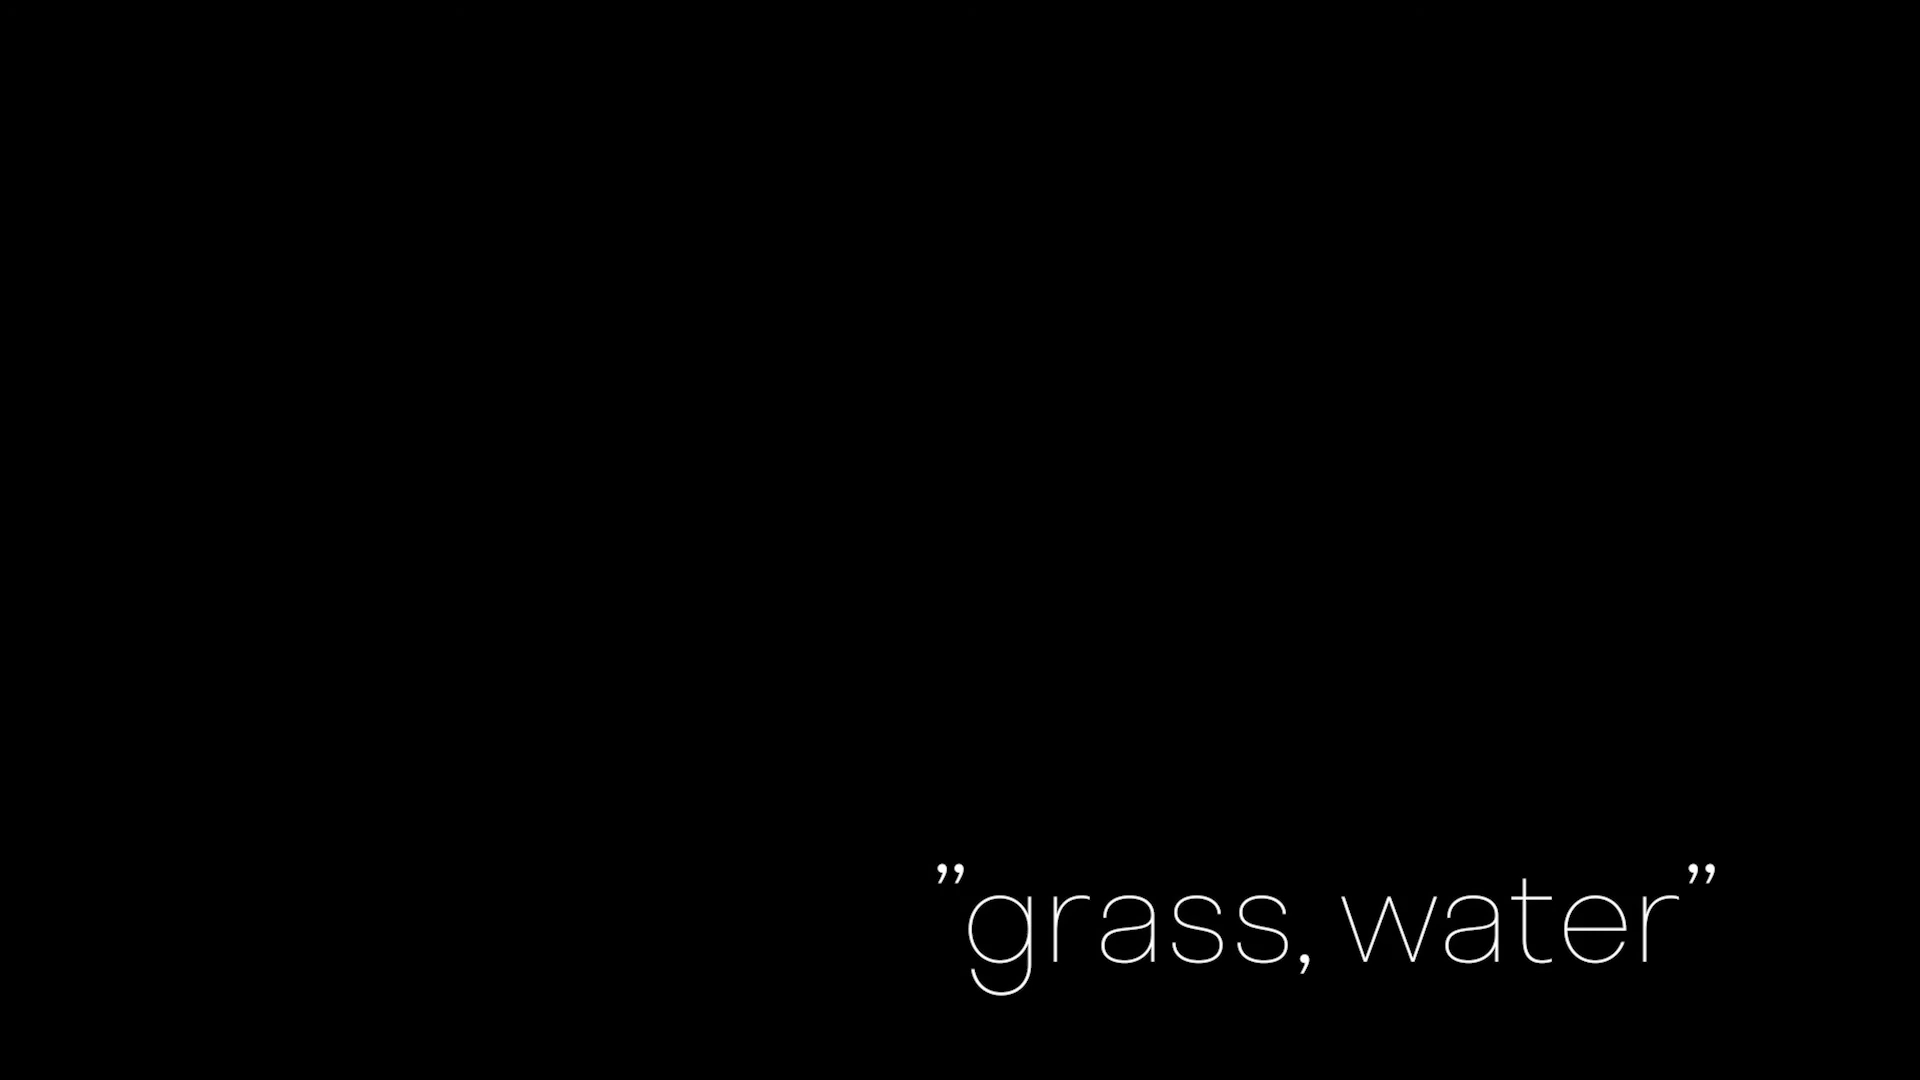 ”grass, water”